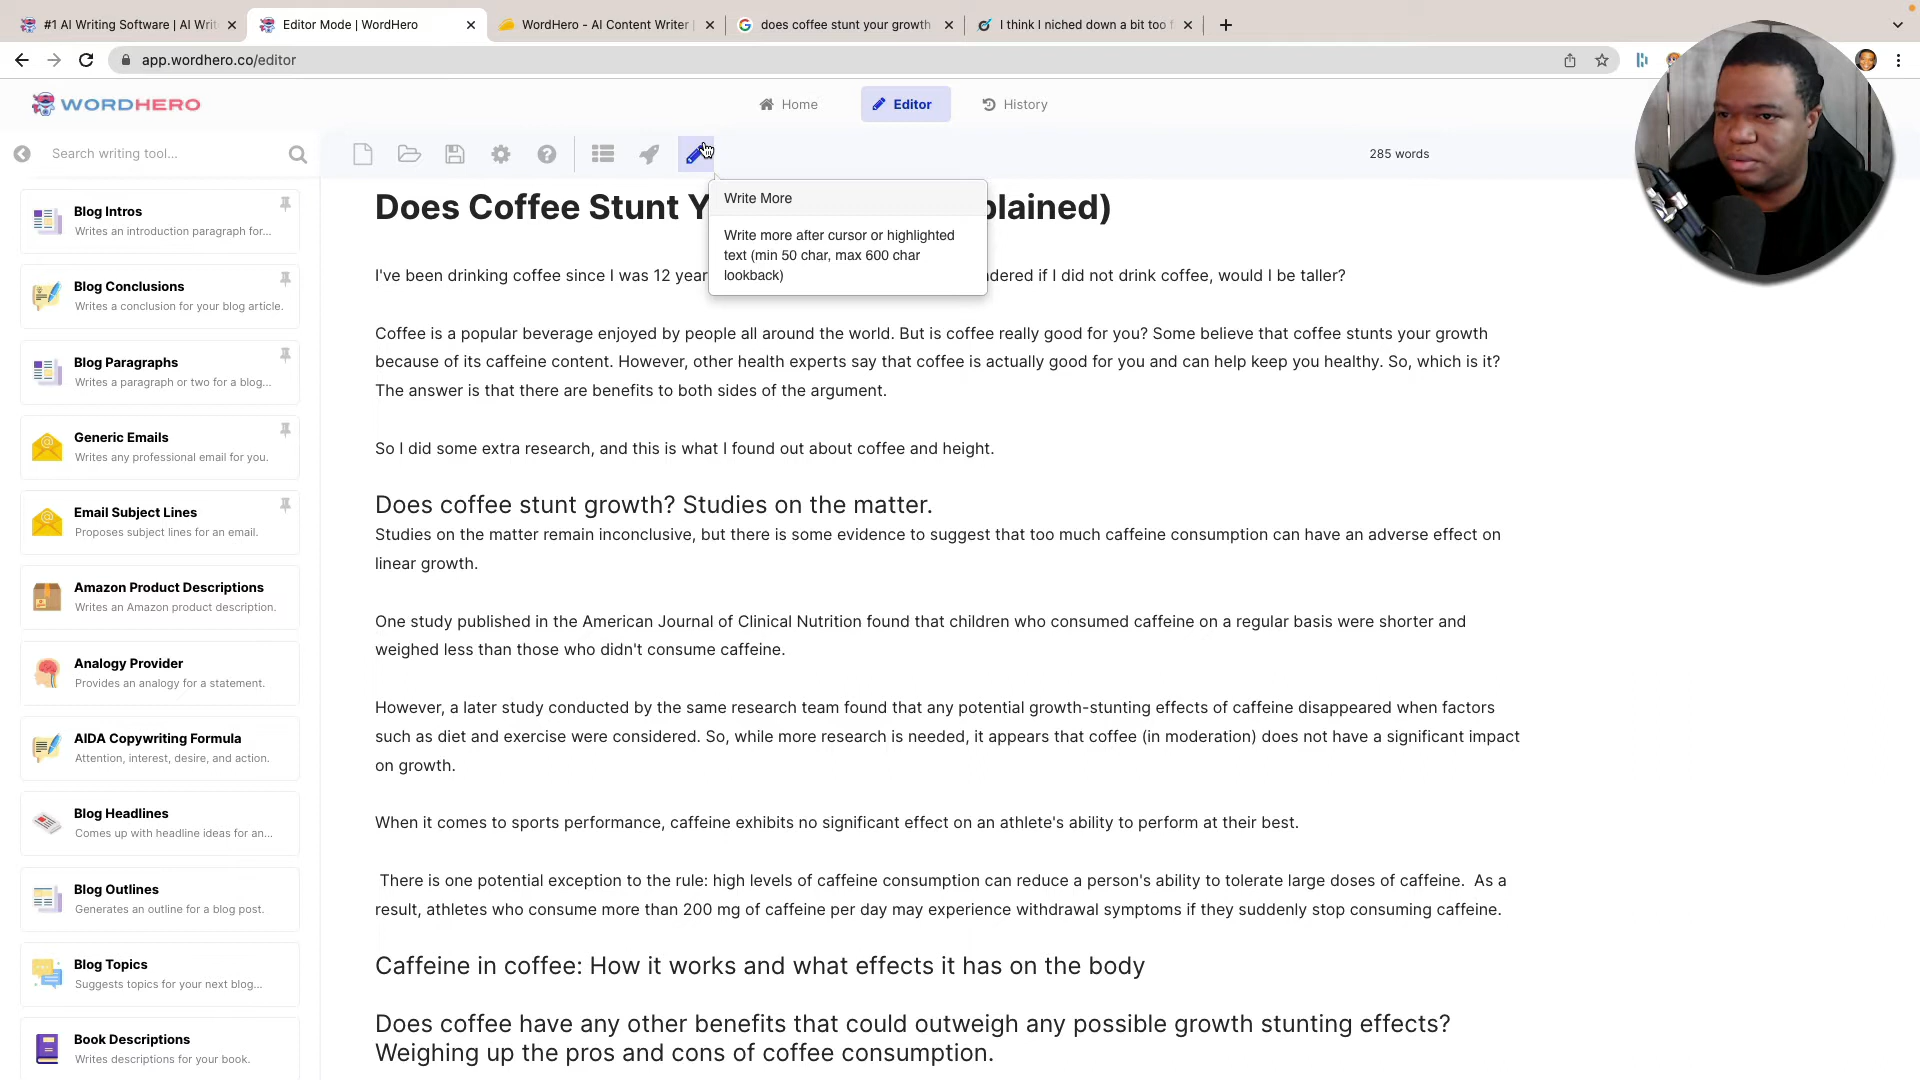 #1 AI Writing Software | AI Writ
Editor Mode | WordHero
WordHero - AI Content Writer |
does coffee stunt your growth
I think I niched down a bit too f
app.wordhero.co/editor
WORDHERO
Home
Editor
History
Search writing tool...
285 words
Write More
Write more after cursor or highlighted
text (min 50 char, max 600 char
lookback)
Blog Intros
Writes an introduction paragraph for...
Blog Conclusions
Writes a conclusion for your blog article.
Blog Paragraphs
Writes a paragraph or two for a blog...
Generic Emails
Writes any professional email for you.
Email Subject Lines
Proposes subject lines for an email.
Amazon Product Descriptions
Writes an Amazon product description.
Analogy Provider
Provides an analogy for a statement.
AIDA Copywriting Formula
Attention, interest, desire, and action.
Blog Headlines
Comes up with headline ideas for an...
Blog Outlines
Generates an outline for a blog post.
Blog Topics
Suggests topics for your next blog...
Book Descriptions
Writes descriptions for your book.
Does Coffee Stunt Y plained)
I've been drinking coffee since I was 12 year ndered if I did not drink coffee, would I be taller?
Coffee is a popular beverage enjoyed by people all around the world. But is coffee really good for you? Some believe that coffee stunts your growth
because of its caffeine content. However, other health experts say that coffee is actually good for you and can help keep you healthy. So, which is it?
The answer is that there are benefits to both sides of the argument.
So I did some extra research, and this is what I found out about coffee and height.
Does coffee stunt growth? Studies on the matter.
Studies on the matter remain inconclusive, but there is some evidence to suggest that too much caffeine consumption can have an adverse effect on
linear growth.
One study published in the American Journal of Clinical Nutrition found that children who consumed caffeine on a regular basis were shorter and
weighed less than those who didn't consume caffeine.
However, a later study conducted by the same research team found that any potential growth-stunting effects of caffeine disappeared when factors
such as diet and exercise were considered. So, while more research is needed, it appears that coffee (in moderation) does not have a significant impact
on growth.
When it comes to sports performance, caffeine exhibits no significant effect on an athlete's ability to perform at their best.
There is one potential exception to the rule: high levels of caffeine consumption can reduce a person's ability to tolerate large doses of caffeine. As a
result, athletes who consume more than 200 mg of caffeine per day may experience withdrawal symptoms if they suddenly stop consuming caffeine.
Caffeine in coffee: How it works and what effects it has on the body
Does coffee have any other benefits that could outweigh any possible growth stunting effects?
Weighing up the pros and cons of coffee consumption.